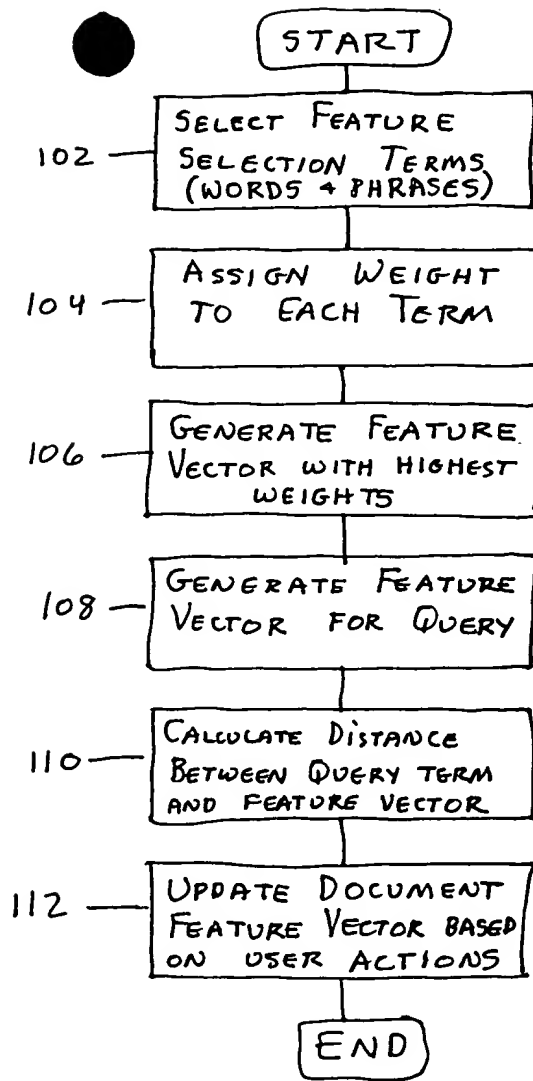 START
102
SELECT FEATURE
SELECTION TERMS
(WORDS & PHRASES)
104
ASSIGN WEIGHT
TO EACH TERM
106
GENERATE FEATURE
VECTOR WITH HIGHEST
WEIGHTS
108
GENERATE FEATURE
VECTOR FOR QUERY
110
CALCULATE DISTANCE
BETWEEN QUERY TERM
AND FEATURE VECTOR
112
UPDATE DOCUMENT
FEATURE VECTOR BASED
ON USER ACTIONS
END